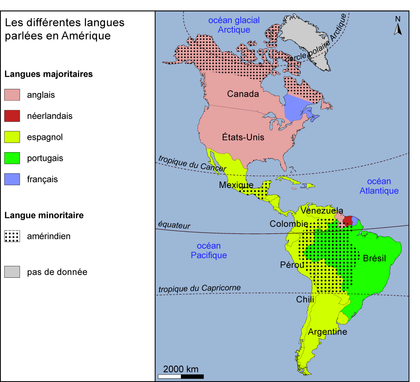 Les différentes langues
parlées en Amérique
Langues majoritaires
anglais
néerlandais
espagnol
portugais
français
Langue minoritaire
amérindien
pas de donnée
océan glacial
Arctique
cercle polaire Arctique
N
Canada
États-Unis
tropique du Cancer
océan
Atlantique
Mexique
Vénézuela
Colombie
équateur
océan
Pacifique
Pérou
Brésil
tropique du Capricorne
Chili
Argentine
2000 km